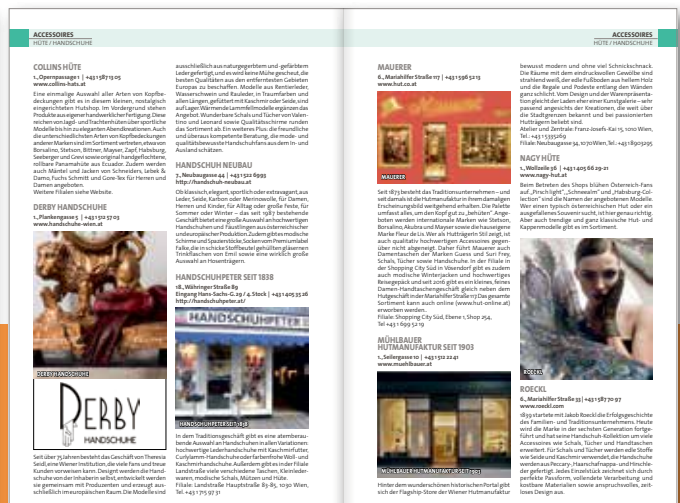 ACCESSOIRES
HÜTE / HANDSCHUHE
COLLINS HÜTE
1., Opernpassage 1 | +43 1 587 13 05
www.collins-hats.at
Eine einmalige Auswahl aller Arten von Kopfbe-
deckungen gibt es in diesem kleinen, nostalgisch
eingerichteten Hutshop. Im Vordergrund stehen
Produkte aus eigener handwerklicher Fertigung. Diese
reichen von Jagd- und Trachtenhüten über sportliche
Modelle bis hin zu eleganten Abendkreationen. Auch
die unterschiedlichsten Arten von Kopfbedeckungen
anderer Marken sind im Sortiment vertreten, etwa von
Borsalino, Stetson, Bittner, Mayser, Zapf, Habsburg,
Seeberger und Grevi sowie original handgeflochtene,
rollbare Panamahüte aus Ecuador. Zudem werden
auch Mäntel und Jacken von Schneiders, Lebek &
Damo, Fuchs Schmitt und Gore-Tex für Herren und
Damen angeboten.
Weitere Filialen siehe Website.
DERBY HANDSCHUHE
1., Plankengasse 5 | +43 1 512 57 03
www.handschuhe-wien.at
DERBY HANDSCHUHE
DERBY
HANDSCHUHE
Seit über 75 Jahren besteht das Geschäft von Theresia
Seidl, eine Wiener Institution, die viele Fans und treue
Kunden vorweisen kann. Designt werden die Hand-
schuhe von der Inhaberin selbst, entwickelt werden
sie gemeinsam mit Produzenten und erzeugt aus-
schließlich im europäischen Raum. Die Modelle sind
ausschließlich aus naturgegerbtem und -gefärbtem
Leder gefertigt, und es wird keine Mühe gescheut, die
besten Qualitäten aus den entferntesten Gebieten
Europas zu beschaffen. Modelle aus Rentierleder,
Wasserschwein und Rauleder, in Traumfarben und
allen Längen, gefüttert mit Kaschmir oder Seide, sind
auf Lager. Wärmende Lammfellmodelle ergänzen das
Angebot. Wunderbare Schals und Tücher von Valen-
tino und Leonard sowie Qualitätsschirme runden
das Sortiment ab. Ein weiteres Plus: die freundliche
und überaus kompetente Beratung, die mode- und
qualitätsbewusste Handschuhfans aus dem In- und
Ausland schätzen.
HANDSCHUH NEUBAU
7., Neubaugasse 44 | +43 1 522 69 93
http://handschuh-neubau.at
Ob klassisch, elegant, sportlich oder extravagant, aus
Leder, Seide, Karbon oder Merinowolle, für Damen,
Herren und Kinder, für Alltag oder große Feste, für
Sommer oder Winter – das seit 1987 bestehende
Geschäft bietet eine große Auswahl an hochwertigen
Handschuhen und Fäustlingen aus österreichischer
und europäischer Produktion. Zudem gibt es modische
Schirme und Spazierstöcke, Socken vom Premiumlabel
Falke, die in schicke Stoffbeutel gehüllten gläsernen
Trinkflaschen von Emil sowie eine wirklich große
Auswahl an Hosenträgern.
HANDSCHUHPETER SEIT 1838
18., Währinger Straße 89
Eingang Hans-Sachs-G. 29 / 4. Stock | +43 1 405 35 26
http://handschuhpeter.at/
HANDSCHUHPETER
HANDSCHUHPETER SEIT 1838
In dem Traditionsgeschäft gibt es eine atemberau-
bende Auswahl an Handschuhen in allen Variationen:
hochwertige Lederhandschuhe mit Kaschmirfutter,
Curlylamm-Handschuhe oder farbenfrohe Woll- und
Kaschmirhandschuhe. Außerdem gibt es in der Filiale
Landstraße viele verschiedene Taschen, Kleinleder-
waren, modische Schals, Mützen und Hüte.
Filiale: Landstraße Hauptstraße 83-85, 1030 Wien,
Tel. +43 1 715 97 31
ACCESSOIRES
HÜTE / HANDSCHUHE
MAUERER
6., Mariahilfer Straße 117 | +43 1 596 52 13
www.hut.co.at
MAUERER
Seit 1873 besteht das Traditionsunternehmen – und
seit damals ist die Hutmanufaktur in ihrem damaligen
Erscheinungsbild weitgehend erhalten. Die Palette
umfasst alles, um den Kopf gut zu „behüten“. Ange-
boten werden internationale Marken wie Stetson,
Borsalino, Akubra und Mayser sowie die hauseigene
Marke Fleur de Lis. Wer als Hutträgerin Stil zeigt, ist
auch qualitativ hochwertigen Accessoires gegen-
über nicht abgeneigt. Daher führt Mauerer auch
Damentaschen der Marken Guess und Suri Frey,
Schals, Tücher sowie Handschuhe. In der Filiale in
der Shopping City Süd in Vösendorf gibt es zudem
auch modische Winterjacken und hochwertiges
Reisegepäck und seit 2016 gibt es ein kleines, feines
Damen-Handtaschengeschäft gleich neben dem
Hutgeschäft in der Mariahilfer Straße 117. Das gesamte
Sortiment kann auch online (www.hut-online.at)
erworben werden.
Filiale: Shopping City Süd, Ebene 1, Shop 254,
Tel +43 1 699 52 19
MÜHLBAUER
HUTMANUFAKTUR SEIT 1903
1., Seilergasse 10 | +43 1 512 22 41
www.muehlbauer.at
MÜHLBAUER HUTMANUFAKTUR SEIT 1903
Hinter dem wunderschönen historischen Portal gibt
sich der Flagship-Store der Wiener Hutmanufaktur
bewusst modern und ohne viel Schnickschnack.
Die Räume mit dem eindrucksvollen Gewölbe sind
strahlend weiß, der edle Fußboden aus hellem Holz
und die Regale und Podeste entlang den Wänden
ganz schlicht. Vom Design und der Warenpräsenta-
tion gleicht der Laden eher einer Kunstgalerie – sehr
passend angesichts der Kreationen, die weit über
die Stadtgrenzen bekannt und bei passionierten
Hutträgern beliebt sind.
Atelier und Zentrale: Franz-Josefs-Kai 15, 1010 Wien,
Tel.: +43 1 5335269
Filiale: Neubaugasse 34, 1070 Wien, Tel.: +43 1 8903295
NAGY HÜTE
1., Wollzeile 36 | +43 1 405 66 29-21
www.nagy-hut.at
Beim Betreten des Shops blühen Österreich-Fans
auf. „Pirsch light“, „Schneealm“ und „Habsburg-Col-
lection“ sind die Namen der angebotenen Modelle.
Wer einen typisch österreichischen Hut oder ein
ausgefallenes Souvenir sucht, ist hier genau richtig.
Aber auch trendige und ganz klassische Hut- und
Kappenmodelle gibt es im Sortiment.
ROECKL
ROECKL
6., Mariahilfer Straße 33 | +43 1 587 70 97
www.roeckl.com
1839 startete mit Jakob Roeckl die Erfolgsgeschichte
des Familien- und Traditionsunternehmens. Heute
wird die Marke in der sechsten Generation fortge-
führt und hat seine Handschuh-Kollektion um viele
Accessoires wie Schals, Tücher und Handtaschen
erweitert. Für Schals und Tücher werden edle Stoffe
wie Seide und Kaschmir verwendet, die Handschuhe
werden aus Peccary-, Haarschafnappa- und Hirschle-
der gefertigt. Jedes Einzelstück zeichnet sich durch
perfekte Passform, vollendete Verarbeitung und
kostbare Materialien sowie anspruchsvolles, zeit-
loses Design aus.